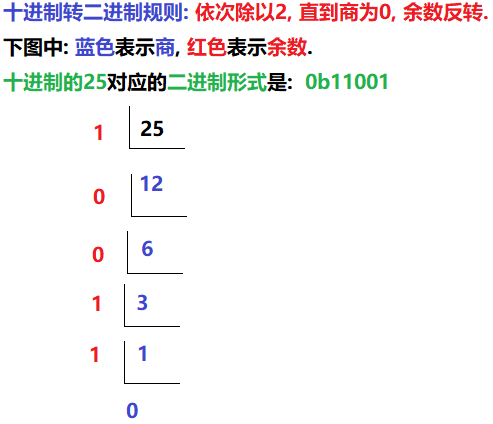 十进制转二进制规则: 依次除以2, 直到商为0, 余数反转.
下图中: 蓝色表示商, 红色表示余数.
十进制的25对应的二进制形式是: 0b11001
1 25
0 12
0 6
1 3
1 1
0